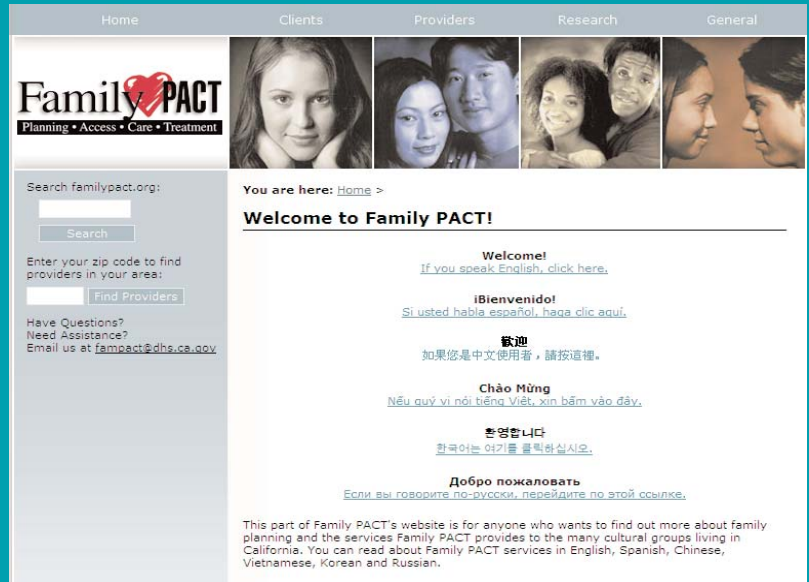 Home Clients Providers Research General
Family PACT
Planning • Access • Care • Treatment
Search familypact.org:
Search
Enter your zip code to find
providers in your area:
Find Providers
Have Questions?
Need Assistance?
Email us at fampact@dhs.ca.gov
You are here: Home >
Welcome to Family PACT!
Welcome!
If you speak English, click here.
¡Bienvenido!
Si usted habla español, haga clic aquí.
歡迎
如果您是中文使用者，請按這裡。
Chào Mừng
Nếu quý vị nói tiếng Việt, xin bấm vào đây.
환영합니다
한국어는 여기를 클릭하십시오.
Добро пожаловать
Если вы говорите по-русски, перейдите по этой ссылке.
This part of Family PACT's website is for anyone who wants to find out more about family
planning and the services Family PACT provides to the many cultural groups living in
California. You can read about Family PACT services in English, Spanish, Chinese,
Vietnamese, Korean and Russian.